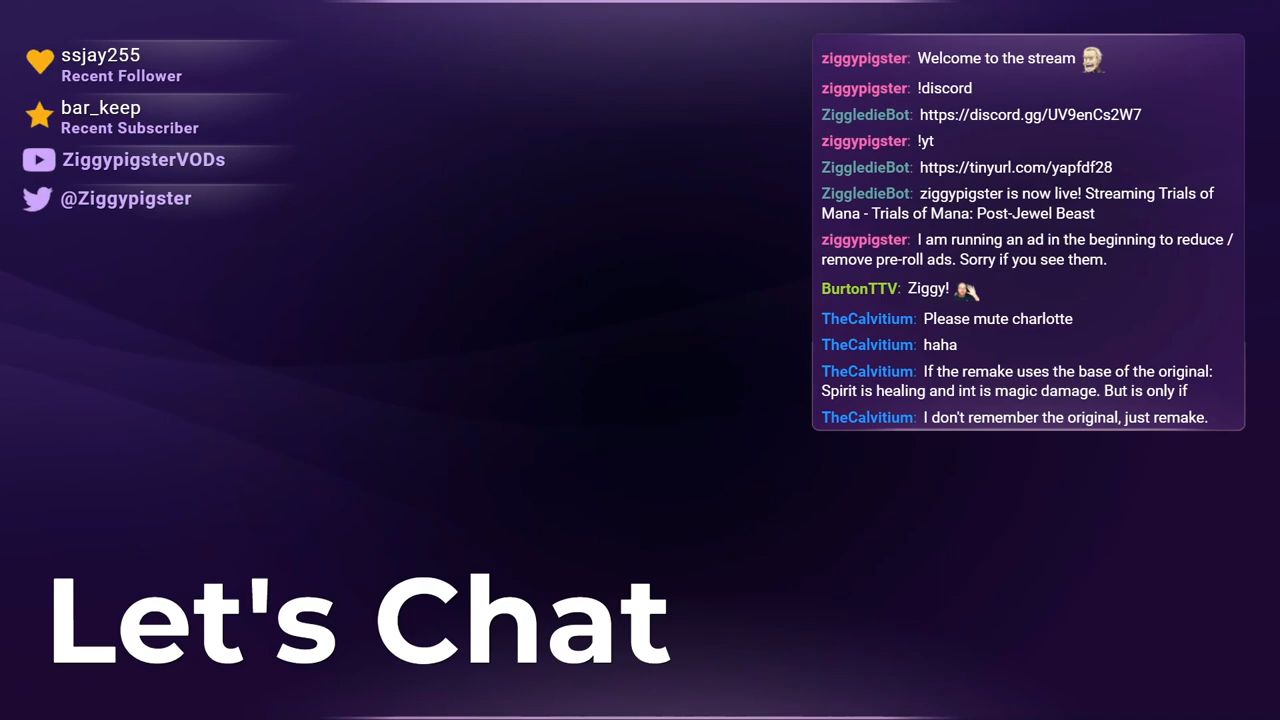 ssjay255
Recent Follower
bar_keep
Recent Subscriber
ZiggypigsterVODs
@Ziggypigster
ziggypigster: Welcome to the stream
ziggypigster: !discord
ZiggledieBot: https://discord.gg/UV9enCs2W7
ziggypigster: !yt
ZiggledieBot: https://tinyurl.com/yapfdf28
ZiggledieBot: ziggypigster is now live! Streaming Trials of
Mana - Trials of Mana: Post-Jewel Beast
ziggypigster: I am running an ad in the beginning to reduce /
remove pre-roll ads. Sorry if you see them.
BurtonTTV: Ziggy!
TheCalvitium: Please mute charlotte
TheCalvitium: haha
TheCalvitium: If the remake uses the base of the original:
Spirit is healing and int is magic damage. But is only if
TheCalvitium: I don't remember the original, just remake.
Let's Chat